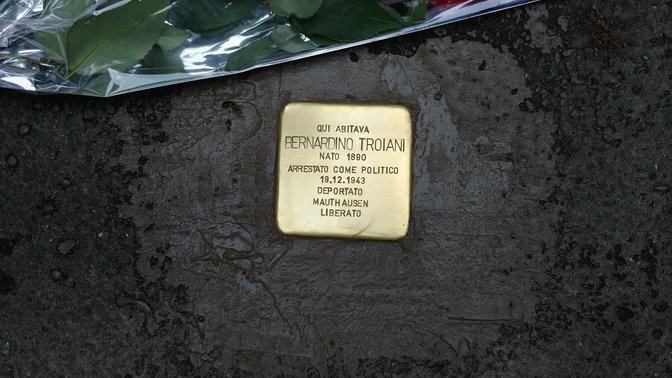 QUI ABITAVA
BERNARDINO TROIANI
NATO 1890
ARRESTATO COME POLITICO
19.12.1943
DEPORTATO
MAUTHAUSEN
LIBERATO